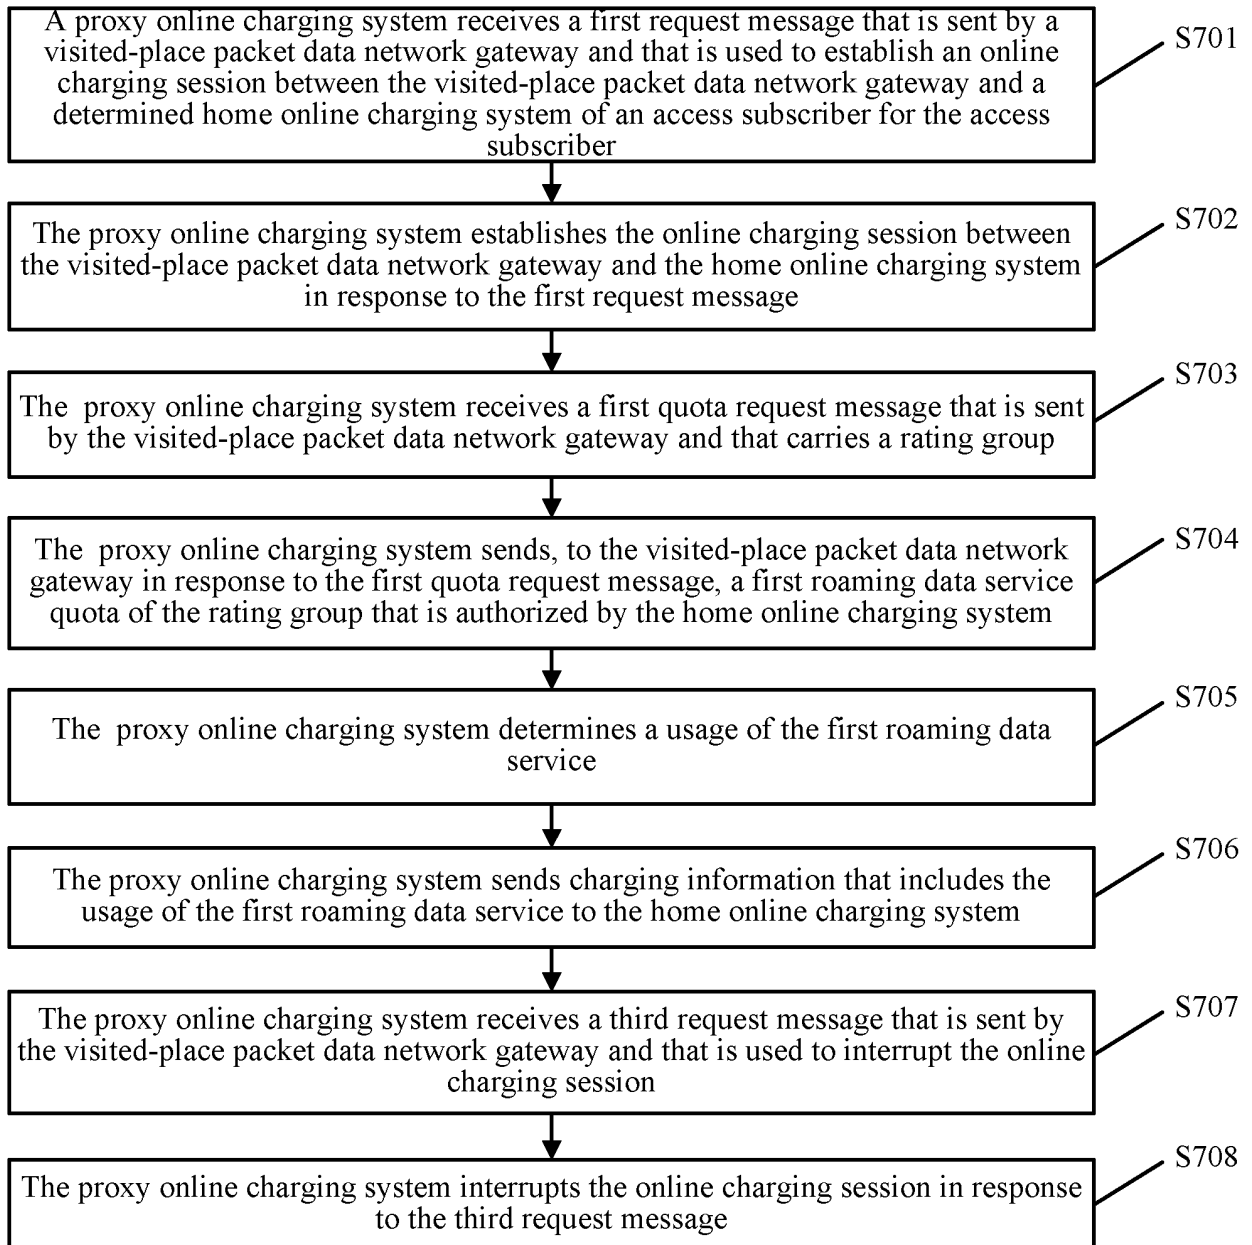 A proxy online charging system receives a first request message that is sent by a
visited-place packet data network gateway and that is used to establish an online
charging session between the visited-place packet data network gateway and a
determined home online charging system of an access subscriber for the access
subscriber
S701
The proxy online charging system establishes the online charging session between
the visited-place packet data network gateway and the home online charging system
in response to the first request message
S702
The proxy online charging system receives a first quota request message that is sent
by the visited-place packet data network gateway and that carries a rating group
S703
The proxy online charging system sends, to the visited-place packet data network
gateway in response to the first quota request message, a first roaming data service
quota of the rating group that is authorized by the home online charging system
S704
The proxy online charging system determines a usage of the first roaming data
service
S705
The proxy online charging system sends charging information that includes the
usage of the first roaming data service to the home online charging system
S706
The proxy online charging system receives a third request message that is sent by
the visited-place packet data network gateway and that is used to interrupt the online
charging session
S707
The proxy online charging system interrupts the online charging session in response
to the third request message
S708